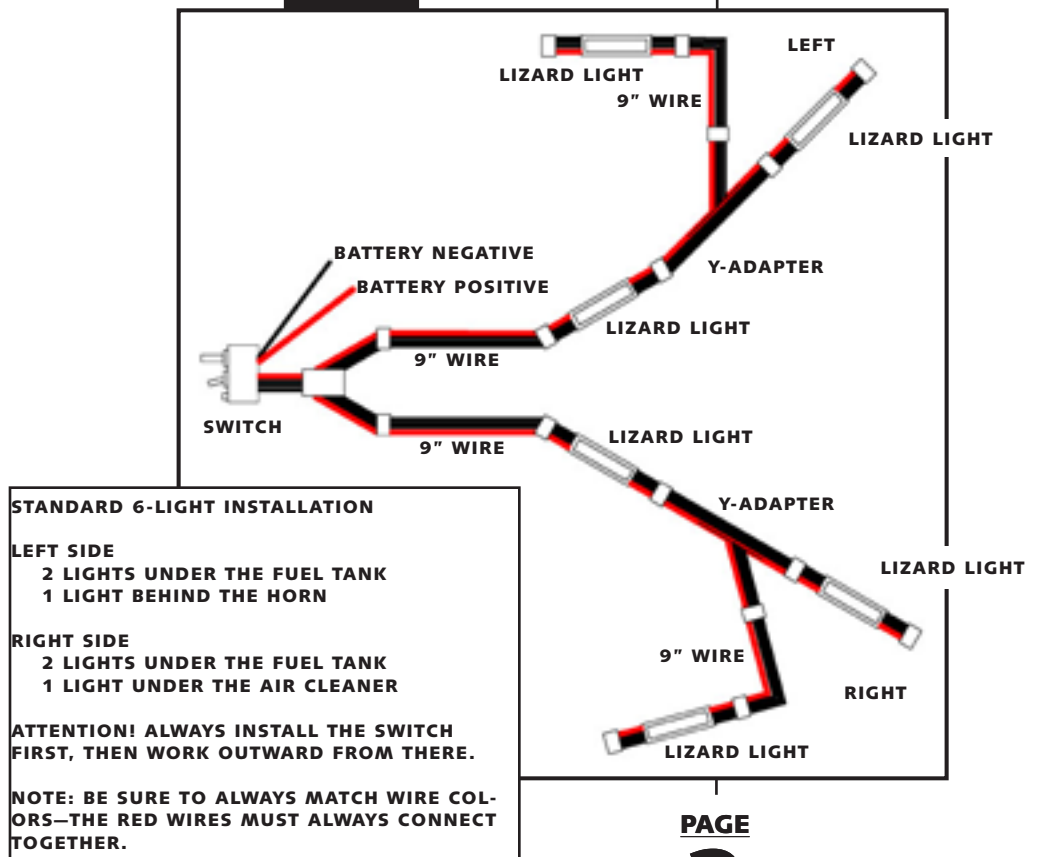 LEFT
LIZARD LIGHT
9” WIRE
LIZARD LIGHT
BATTERY NEGATIVE
Y-ADAPTER
BATTERY POSITIVE
LIZARD LIGHT
9” WIRE
SWITCH
LIZARD LIGHT
9” WIRE
Y-ADAPTER
LIZARD LIGHT
9” WIRE
RIGHT
LIZARD LIGHT
STANDARD 6-LIGHT INSTALLATION
LEFT SIDE
2 LIGHTS UNDER THE FUEL TANK
1 LIGHT BEHIND THE HORN
RIGHT SIDE
2 LIGHTS UNDER THE FUEL TANK
1 LIGHT UNDER THE AIR CLEANER
ATTENTION! ALWAYS INSTALL THE SWITCH
FIRST, THEN WORK OUTWARD FROM THERE.
NOTE: BE SURE TO ALWAYS MATCH WIRE COL-
ORS—THE RED WIRES MUST ALWAYS CONNECT
TOGETHER.
PAGE